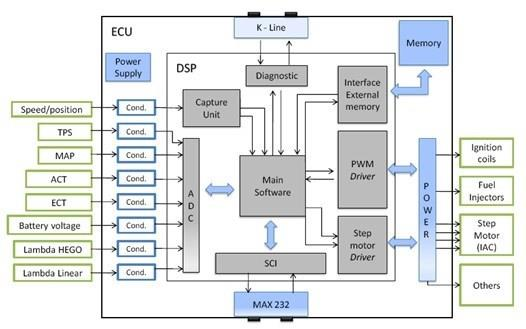 ECU
K - Line
Memory
Power
Supply
DSP
Diagnostic
Interface
External
memory
Speed/position
Cond.
Capture
Unit
TPS
Cond.
MAP
Cond.
ACT
Cond.
ECT
Cond.
Battery voltage
Cond.
Lambda HEGO
Cond.
Lambda Linear
Cond.
ADC
Main
Software
PWM
Driver
Step
motor
Driver
SCI
MAX 232
POWER
Ignition
coils
Fuel
Injectors
Step
Motor
(IAC)
Others